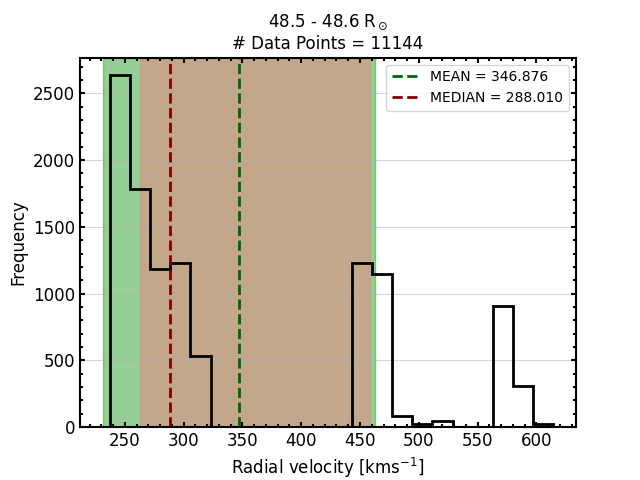 48.5 - 48.6 R⊙
# Data Points = 11144
MEAN = 346.876
MEDIAN = 288.010
Frequency
2500
2000
1500
1000
500
0
250 300 350 400 450 500 550 600
Radial velocity [kms⁻¹]